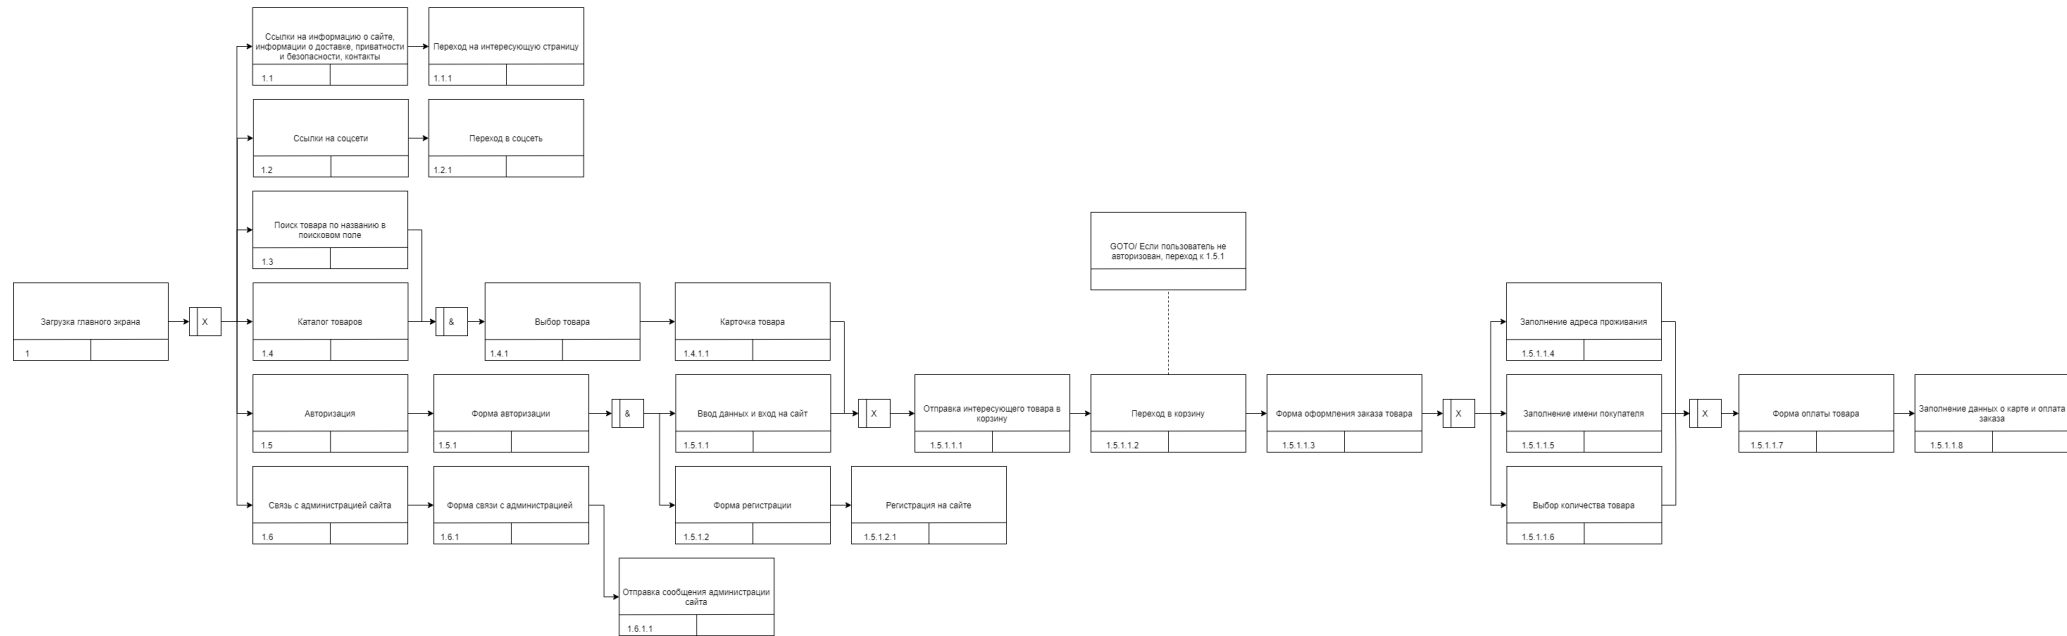 Ссылки на информацию о сайте,
информации о доставке, приватности
и безопасности, контакты
1.1
Переход на интересующую страницу
1.1.1
Ссылки на соцсети
1.2
Переход в соцсеть
1.2.1
Поиск товара по названию в
поисковом поле
1.3
GOTO/ Если пользователь не
авторизован, переход к 1.5.1
Загрузка главного экрана
1
X
Каталог товаров
1.4
&
Выбор товара
1.4.1
Карточка товара
1.4.1.1
Заполнение адреса проживания
1.5.1.1.4
Авторизация
1.5
Форма авторизации
1.5.1
&
Ввод данных и вход на сайт
1.5.1.1
X
Отправка интересующего товара в
корзину
1.5.1.1.1
Переход в корзину
1.5.1.1.2
Форма оформления заказа товара
1.5.1.1.3
X
Заполнение имени покупателя
1.5.1.1.5
X
Форма оплаты товара
1.5.1.1.7
Заполнение данных о карте и оплата
заказа
1.5.1.1.8
Связь с администрацией сайта
1.6
Форма связи с администрацией
1.6.1
Форма регистрации
1.5.1.2
Регистрация на сайте
1.5.1.2.1
Выбор количества товара
1.5.1.1.6
Отправка сообщения администрации
сайта
1.6.1.1